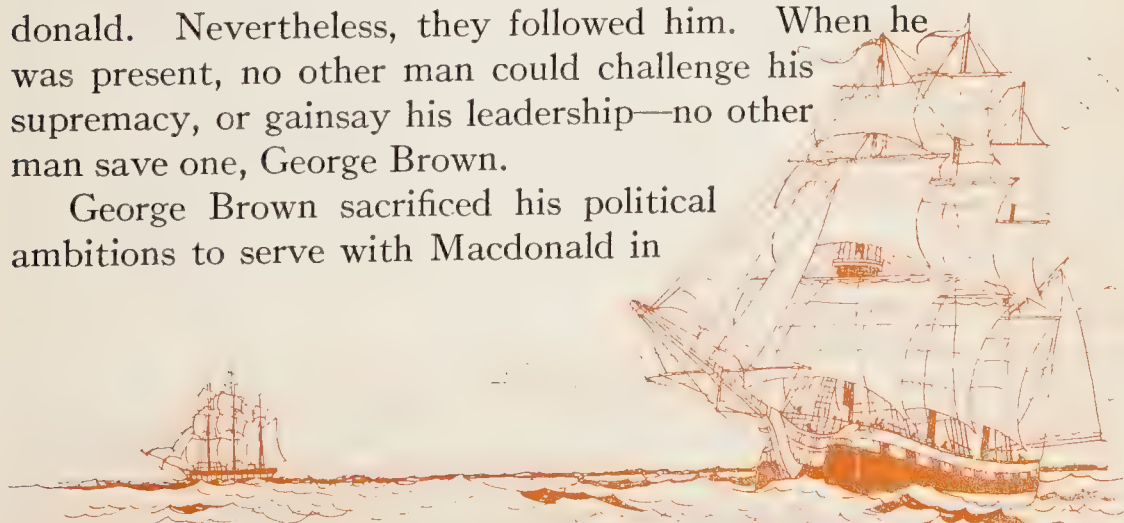 donald. Nevertheless, they followed him. When he
was present, no other man could challenge his
supremacy, or gainsay his leadership—no other
man save one, George Brown.
George Brown sacrificed his political
ambitions to serve with Macdonald in